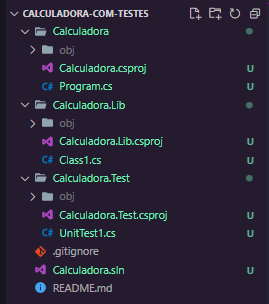 CALCULADORA-COM-TESTES
Calculadora
obj
Calculadora.csproj U
Program.cs U
Calculadora.Lib
obj
Calculadora.Lib.csproj U
C# Class1.cs U
Calculadora.Test
obj
Calculadora.Test.csproj U
C# UnitTest1.cs U
.gitignore
Calculadora.sln U
README.md